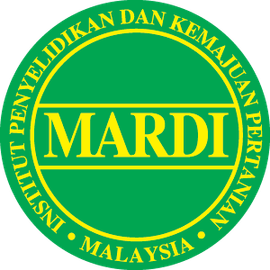 INSTITUT PENYELIDIKAN DAN KEMAJUAN PERTANIAN
MARDI
• MALAYSIA •